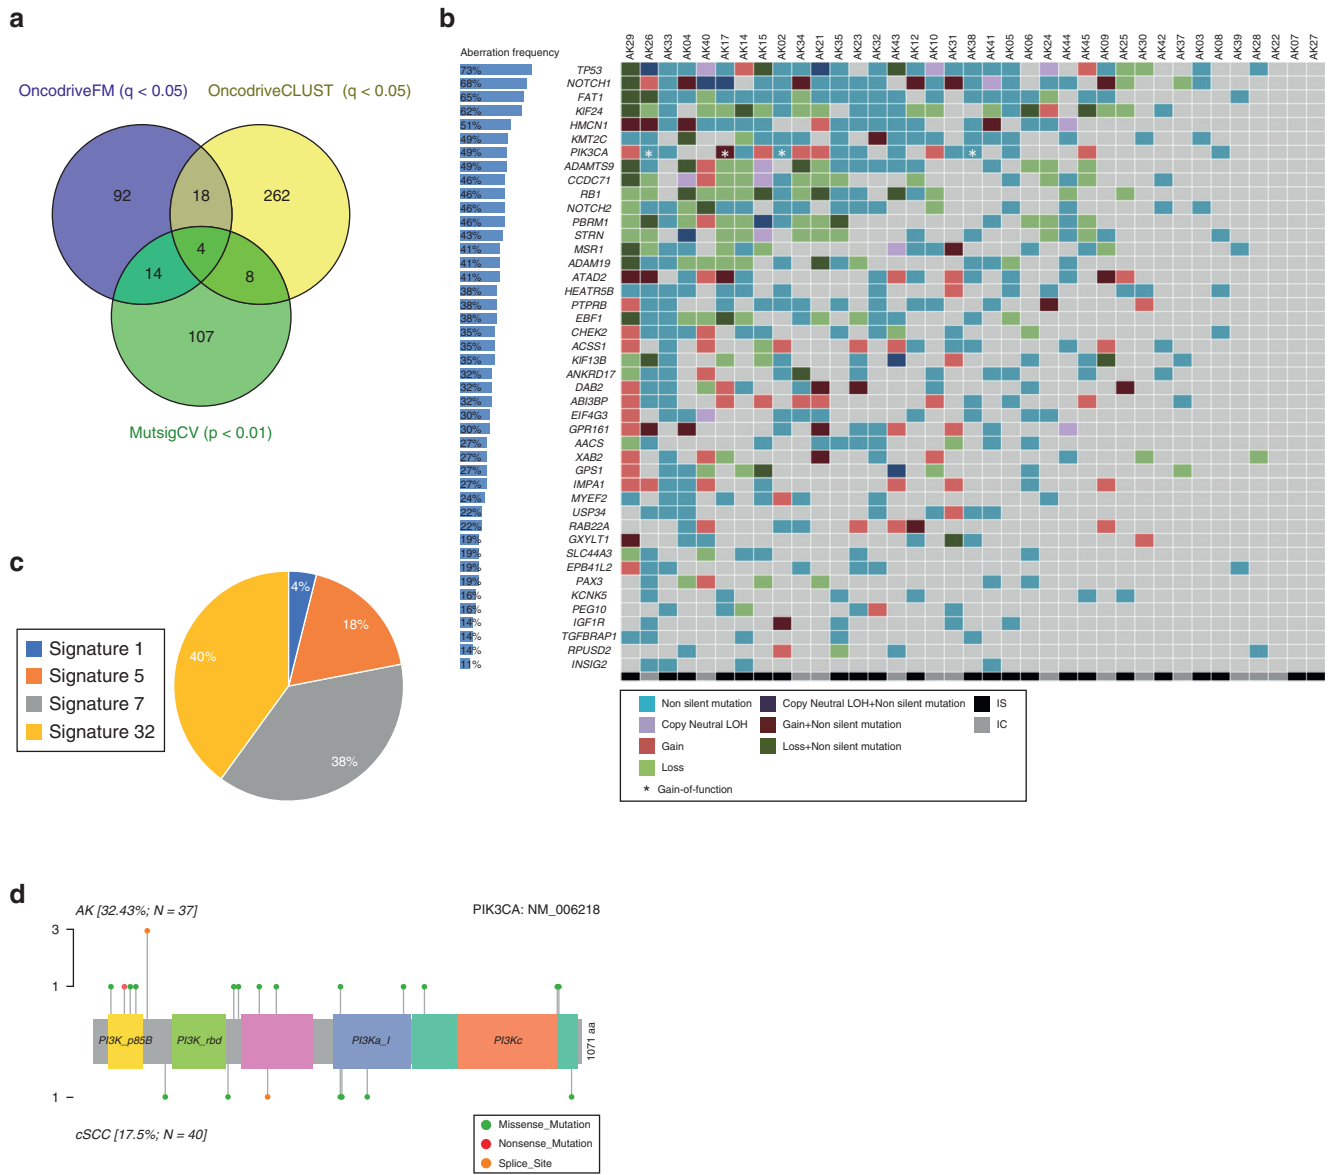 a
OncodriveFM (q < 0.05)
OncodriveCLUST (q < 0.05)
92
18
262
4
14
8
107
MutsigCV (p < 0.01)
b
Aberration frequency
AK29 AK26 AK33 AK04 AK40 AK17 AK14 AK15 AK02 AK34 AK21 AK35 AK23 AK32 AK43 AK12 AK10 AK31 AK38 AK41 AK05 AK06 AK24 AK44 AK45 AK09 AK25 AK30 AK42 AK37 AK03 AK08 AK39 AK28 AK22 AK07 AK27
73% TP53
68% NOTCH1
65% FAT1
62% KIF24
51% HMCN1
49% KMT2C
49% PIK3CA * * * *
49% ADAMTS9
46% CCDC71
46% RB1
46% NOTCH2
46% PBRM1
43% STRN
41% MSR1
41% ADAM19
41% ATAD2
38% HEATR5B
38% PTPRB
38% EBF1
35% CHEK2
35% ACSS1
35% KIF13B
32% ANKRD17
32% DAB2
32% ABI3BP
30% EIF4G3
30% GPR161
27% AACS
27% XAB2
27% GPS1
27% IMPA1
24% MYEF2
22% USP34
22% RAB22A
19% GXYLT1
19% SLC44A3
19% EPB41L2
19% PAX3
16% KCNK5
16% PEG10
14% IGF1R
14% TGFBRAP1
14% RPUSD2
11% INSIG2
Non silent mutation
Copy Neutral LOH
Gain
Loss
* Gain-of-function
Copy Neutral LOH+Non silent mutation
Gain+Non silent mutation
Loss+Non silent mutation
IS
IC
c
Signature 1
Signature 5
Signature 7
Signature 32
4%
18%
38%
40%
d
AK [32.43%; N = 37]
PIK3CA: NM_006218
3
1
PI3K_p85B
PI3K_rbd
PI3Ka_I
PI3Kc
1071 aa
1
cSCC [17.5%; N = 40]
Missense_Mutation
Nonsense_Mutation
Splice_Site